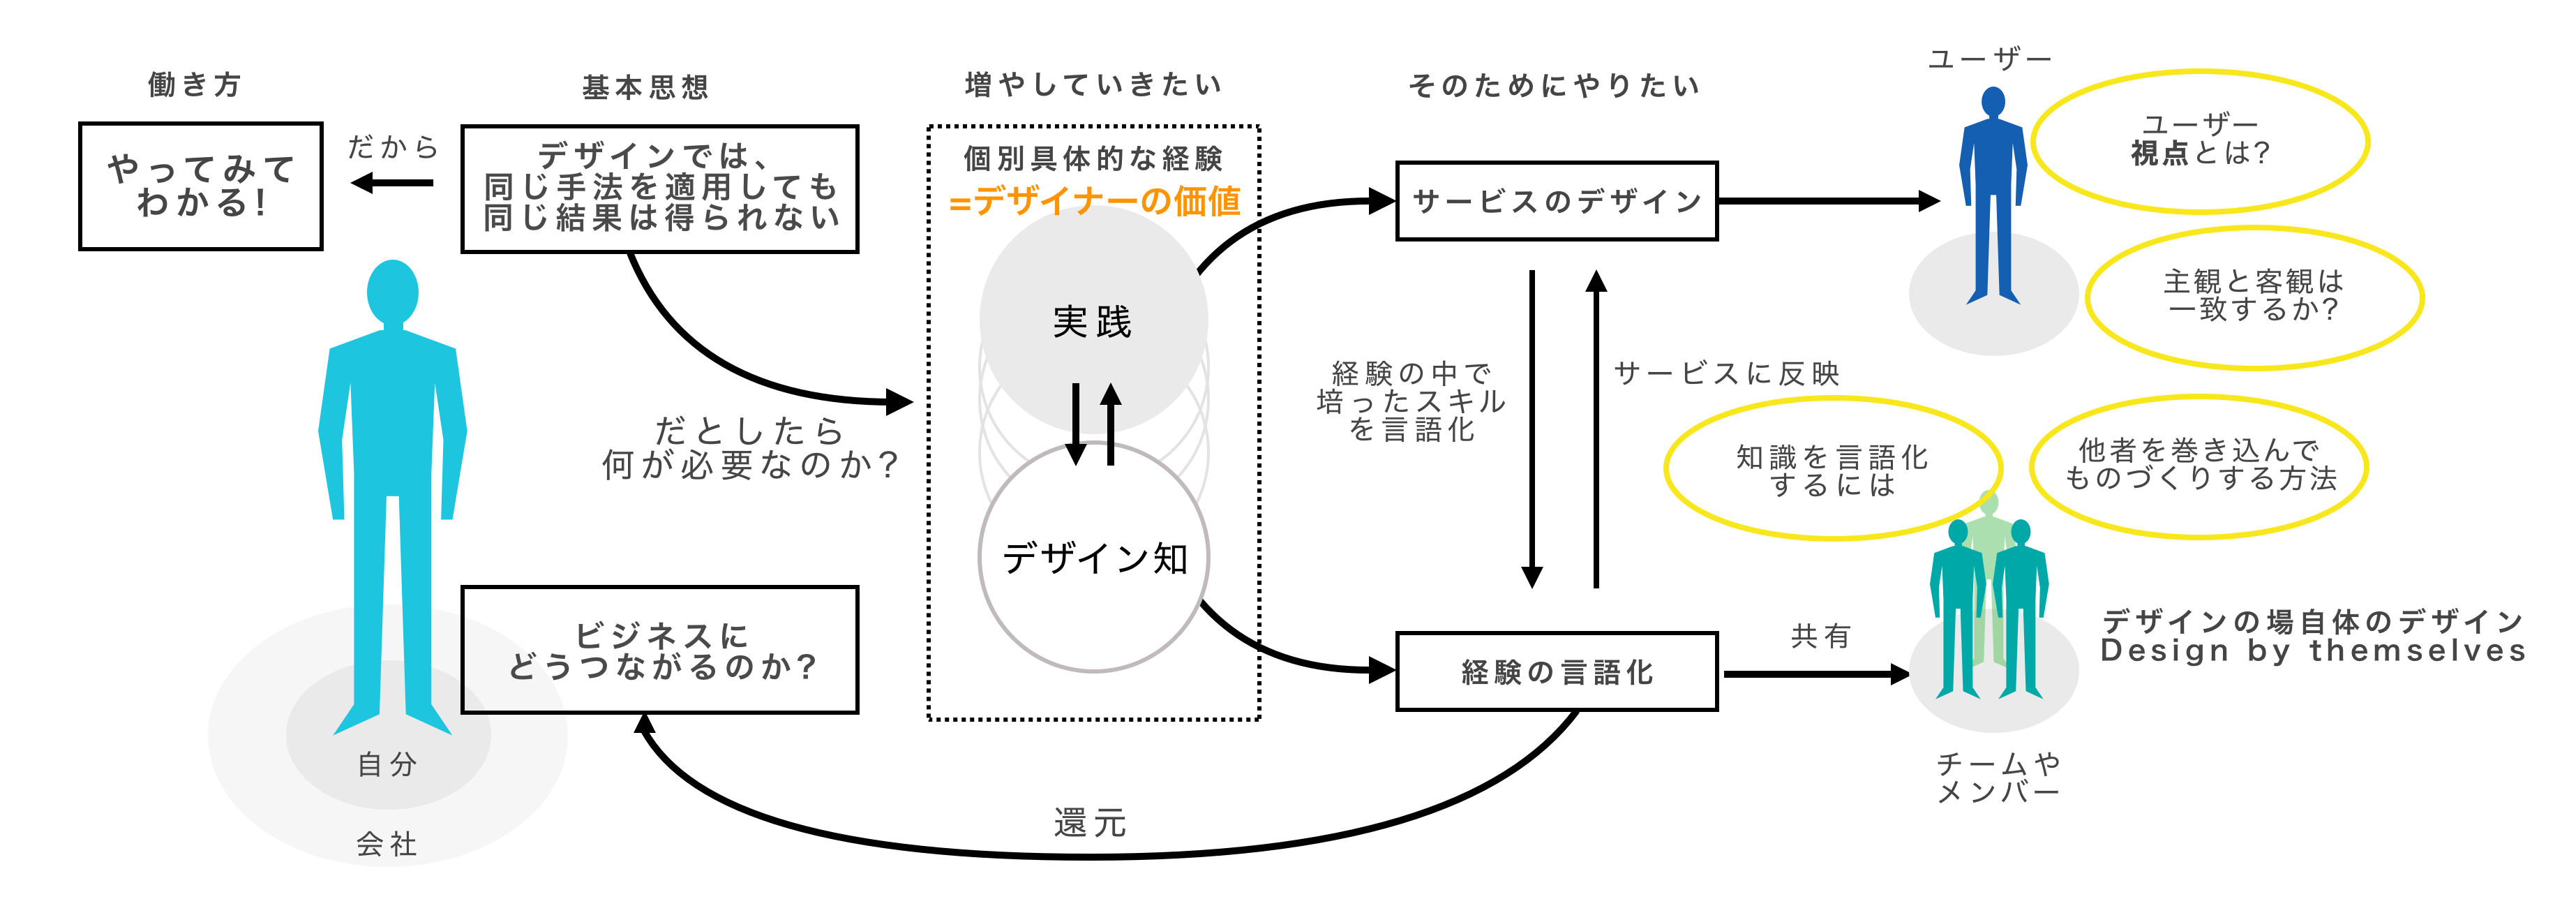 働き方
やってみて
わかる!
だから
基本思想
デザインでは、
同じ手法を適用しても
同じ結果は得られない
だとしたら
何が必要なのか?
ビジネスに
どうつながるのか?
自分
会社
増やしていきたい
個別具体的な経験
=デザイナーの価値
実践
デザイン知
還元
そのためにやりたい
サービスのデザイン
経験の中で
培ったスキル
を言語化
サービスに反映
経験の言語化
共有
ユーザー
ユーザー
視点とは?
主観と客観は
一致するか?
知識を言語化
するには
他者を巻き込んで
ものづくりする方法
デザインの場自体のデザイン
Design by themselves
チームや
メンバー